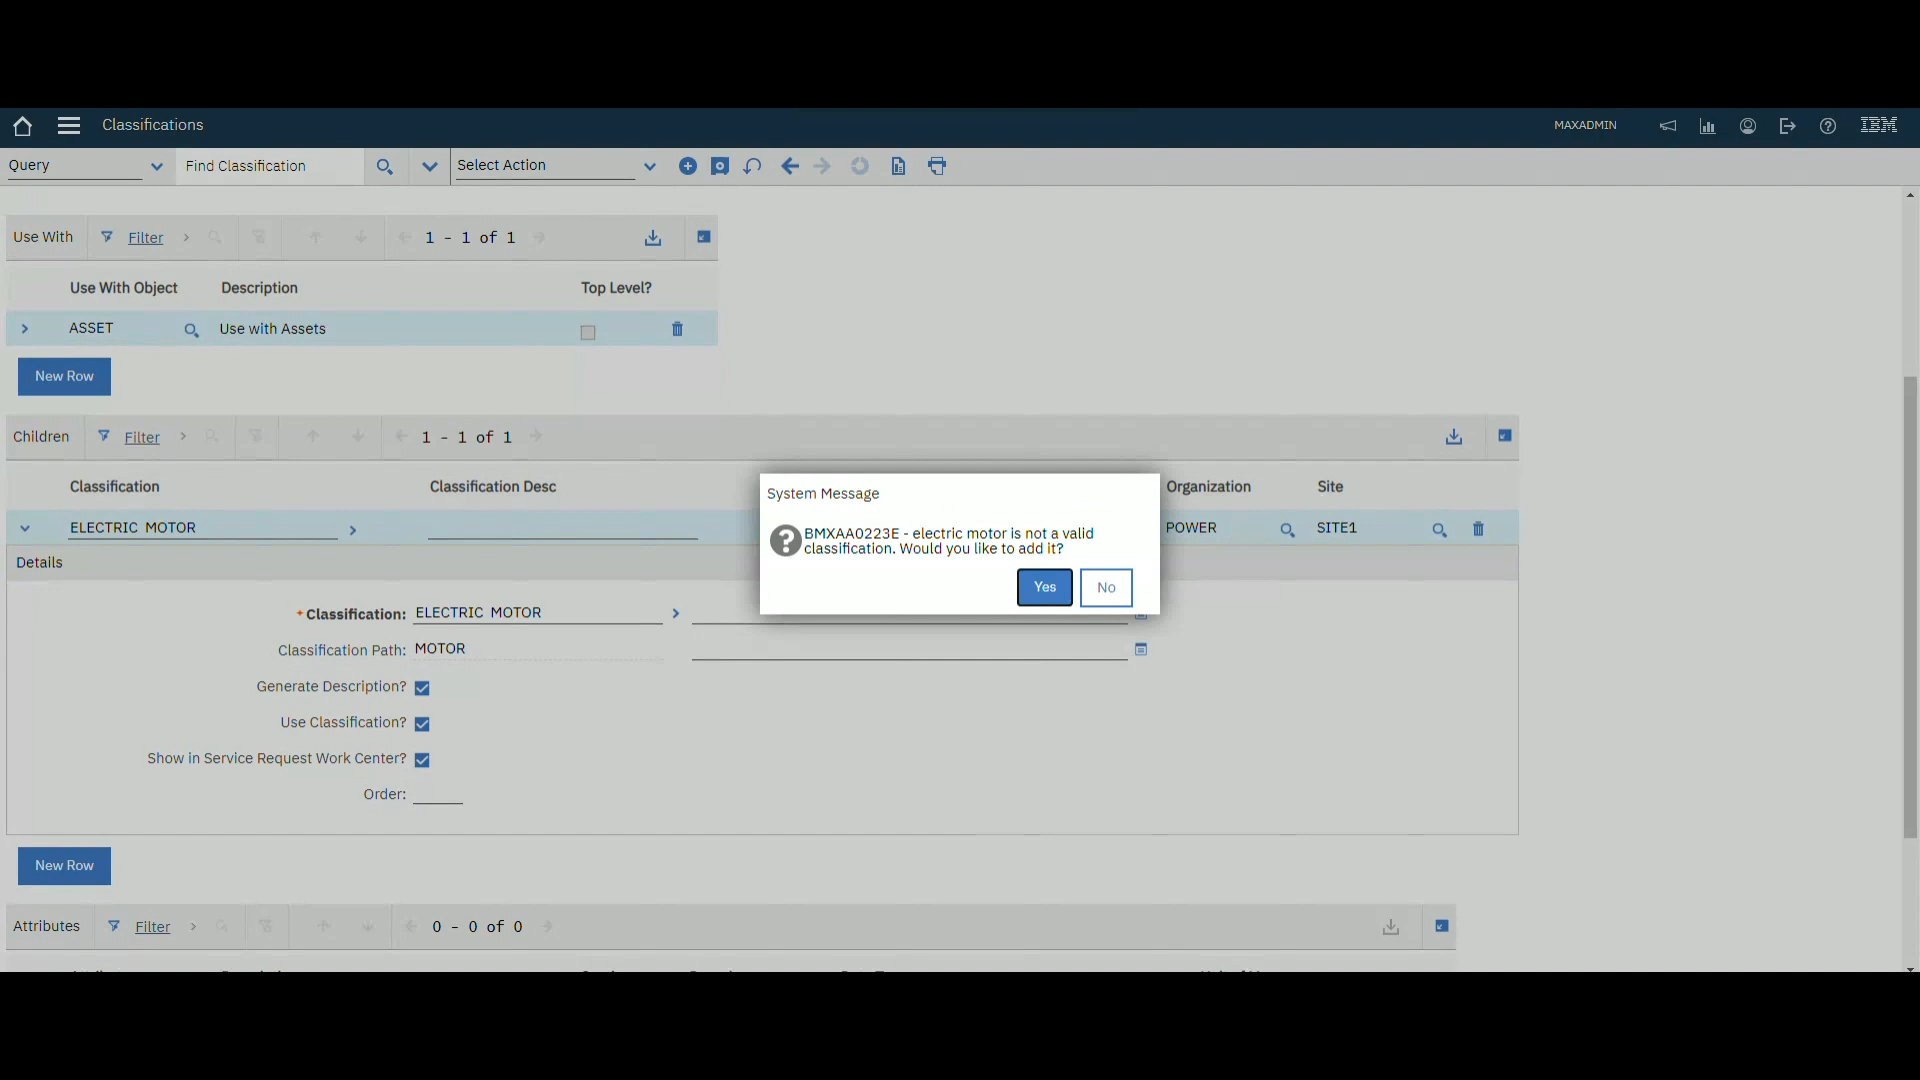 Classifications
MAXADMIN
IBM
Query
Find Classification
Select Action
Use With
Filter
1 - 1 of 1
Use With Object Description Top Level?
ASSET Use with Assets
New Row
Children
Filter
1 - 1 of 1
Classification Classification Desc Organization Site
ELECTRIC MOTOR POWER SITE1
System Message
BMXAA0223E - electric motor is not a valid
classification. Would you like to add it?
Yes
No
Details
* Classification: ELECTRIC MOTOR
Classification Path: MOTOR
Generate Description?
Use Classification?
Show in Service Request Work Center?
Order:
New Row
Attributes
Filter
0 - 0 of 0